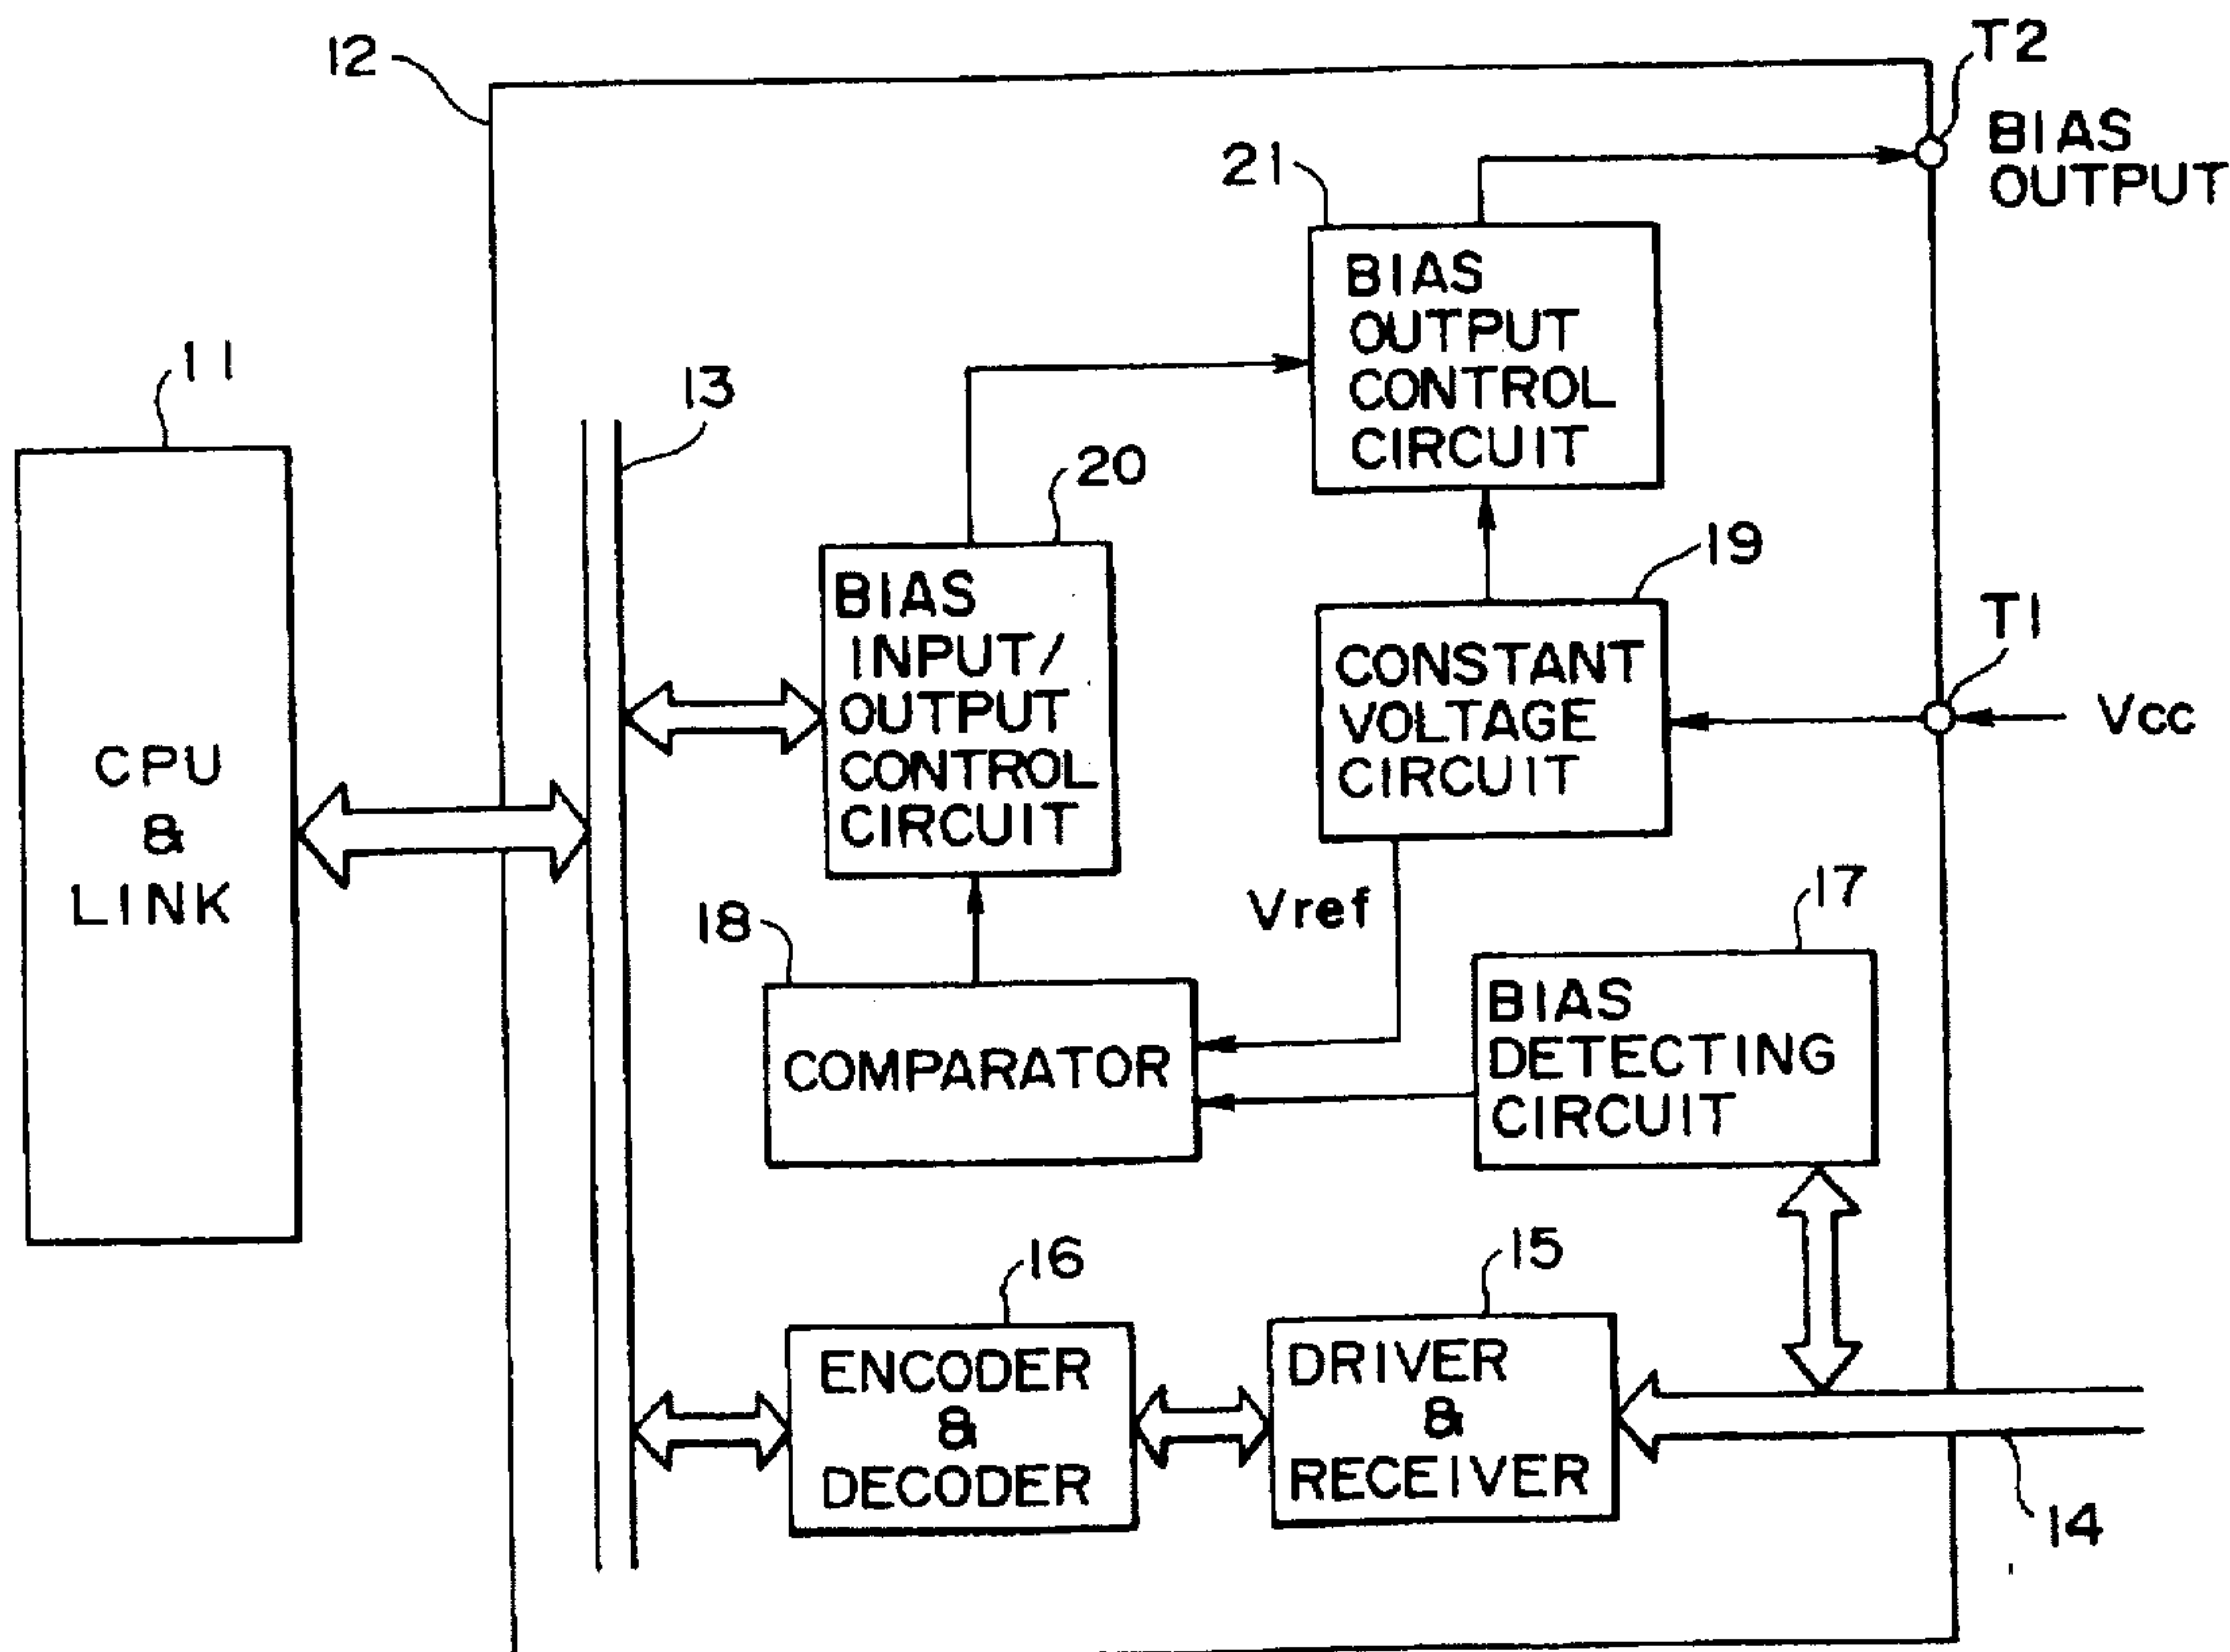 12
T2
BIAS
OUTPUT
21
BIAS
OUTPUT
CONTROL
CIRCUIT
11
13
20
19
BIAS
INPUT/
OUTPUT
CONTROL
CIRCUIT
CONSTANT
VOLTAGE
CIRCUIT
T1
Vcc
CPU
&
LINK
18
Vref
17
COMPARATOR
BIAS
DETECTING
CIRCUIT
16
15
ENCODER
&
DECODER
DRIVER
&
RECEIVER
14